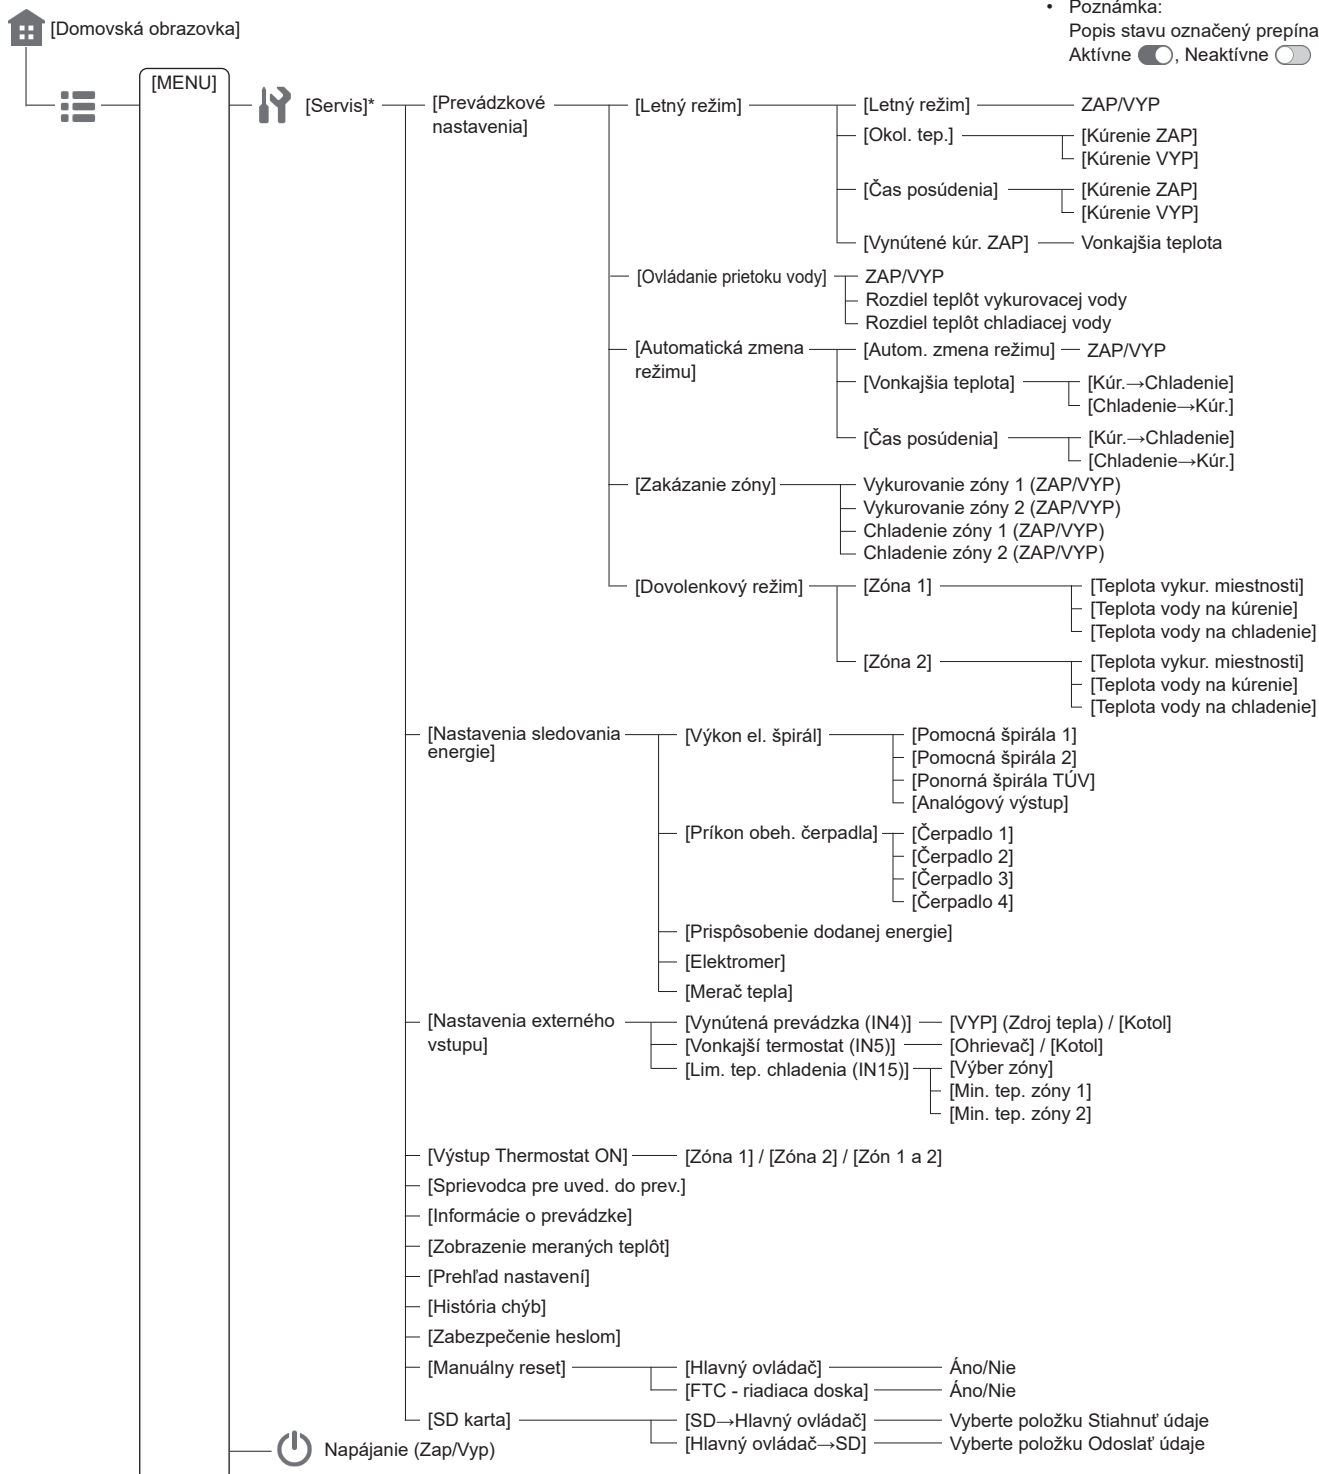 • Poznámka:
Popis stavu označený prepína
Aktívne , Neaktívne
[Domovská obrazovka]
[MENU]
[Servis]*
[Prevádzkové
nastavenia]
[Letný režim]
[Letný režim]
ZAP/VYP
[Okol. tep.]
[Kúrenie ZAP]
[Kúrenie VYP]
[Čas posúdenia]
[Kúrenie ZAP]
[Kúrenie VYP]
[Vynútené kúr. ZAP]
Vonkajšia teplota
[Ovládanie prietoku vody]
ZAP/VYP
Rozdiel teplôt vykurovacej vody
Rozdiel teplôt chladiacej vody
[Automatická zmena
režimu]
[Autom. zmena režimu]
ZAP/VYP
[Vonkajšia teplota]
[Kúr.→Chladenie]
[Chladenie→Kúr.]
[Čas posúdenia]
[Kúr.→Chladenie]
[Chladenie→Kúr.]
[Zakázanie zóny]
Vykurovanie zóny 1 (ZAP/VYP)
Vykurovanie zóny 2 (ZAP/VYP)
Chladenie zóny 1 (ZAP/VYP)
Chladenie zóny 2 (ZAP/VYP)
[Dovolenkový režim]
[Zóna 1]
[Teplota vykur. miestnosti]
[Teplota vody na kúrenie]
[Teplota vody na chladenie]
[Zóna 2]
[Teplota vykur. miestnosti]
[Teplota vody na kúrenie]
[Teplota vody na chladenie]
[Nastavenia sledovania
energie]
[Výkon el. špirál]
[Pomocná špirála 1]
[Pomocná špirála 2]
[Ponorná špirála TÚV]
[Analógový výstup]
[Príkon obeh. čerpadla]
[Čerpadlo 1]
[Čerpadlo 2]
[Čerpadlo 3]
[Čerpadlo 4]
[Prispôsobenie dodanej energie]
[Elektromer]
[Merač tepla]
[Nastavenia externého
vstupu]
[Vynútená prevádzka (IN4)]
[VYP] (Zdroj tepla) / [Kotol]
[Vonkajší termostat (IN5)]
[Ohrievač] / [Kotol]
[Lim. tep. chladenia (IN15)]
[Výber zóny]
[Min. tep. zóny 1]
[Min. tep. zóny 2]
[Výstup Thermostat ON]
[Zóna 1] / [Zóna 2] / [Zón 1 a 2]
[Sprievodca pre uved. do prev.]
[Informácie o prevádzke]
[Zobrazenie meraných teplôt]
[Prehľad nastavení]
[História chýb]
[Zabezpečenie heslom]
[Manuálny reset]
[Hlavný ovládač]
Áno/Nie
[FTC - riadiaca doska]
Áno/Nie
[SD karta]
[SD→Hlavný ovládač]
Vyberte položku Stiahnuť údaje
[Hlavný ovládač→SD]
Vyberte položku Odoslať údaje
Napájanie (Zap/Vyp)